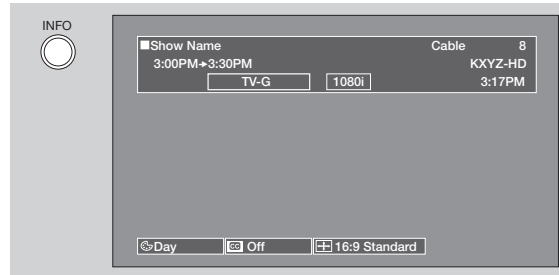 INFO
■Show Name Cable 8
3:00PM→3:30PM KXYZ-HD
TV-G 1080i 3:17PM
Day CC Off 16:9 Standard